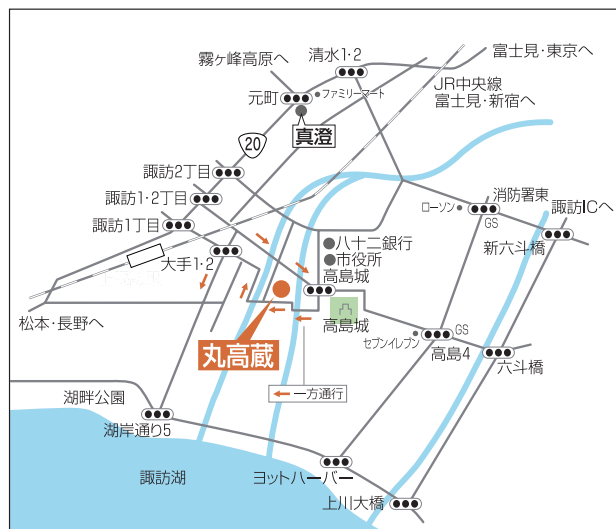 清水1・2
富士見・東京へ
霧ヶ峰高原へ
JR中央線
富士見・新宿へ
ファミリーマート
元町
真澄
20
諏訪2丁目
諏訪1・2丁目
諏訪1丁目
消防署東
ローソン
GS
諏訪ICへ
新六斗橋
大手1・2
八十二銀行
市役所
高島城
高島城
松本・長野へ
丸高蔵
セブンイレブン
GS
高島4
六斗橋
一方通行
湖畔公園
湖岸通り5
諏訪湖
ヨットハーバー
上川大橋